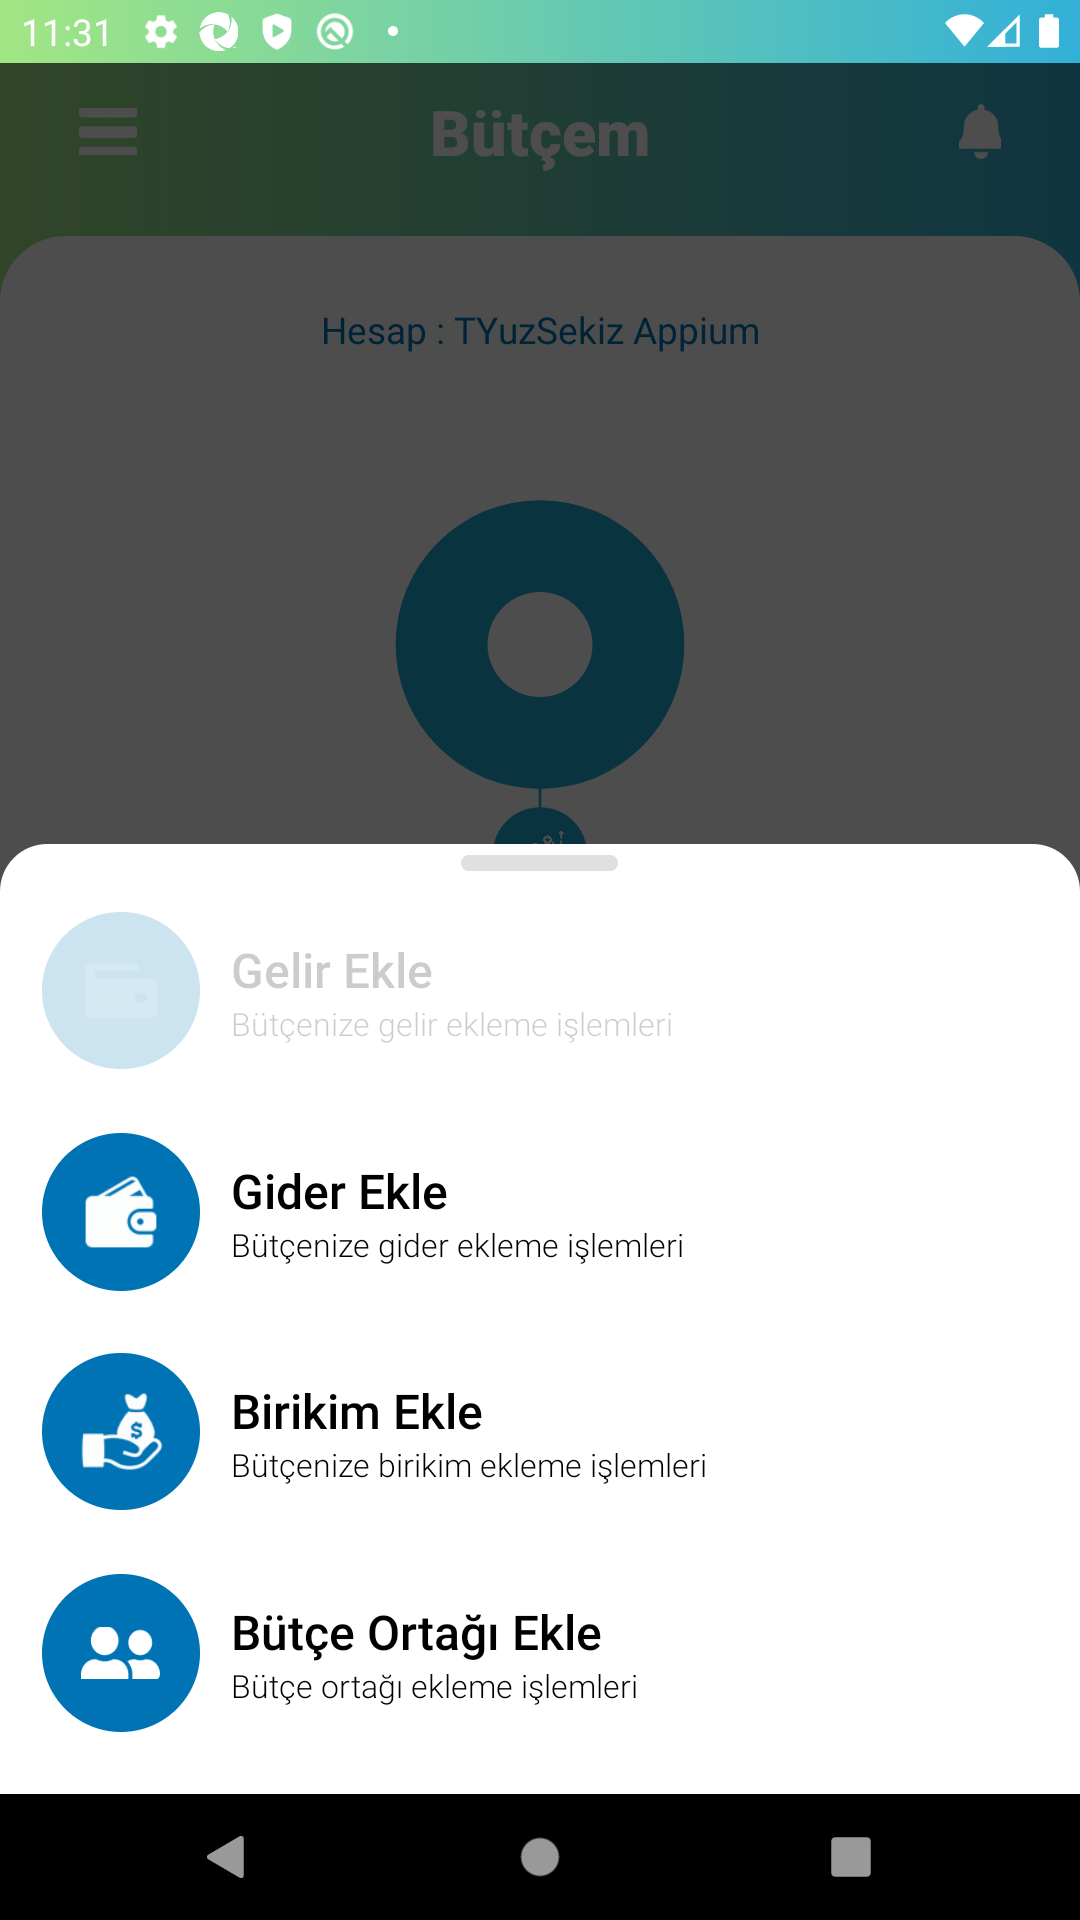 11:31
Bütçem
Hesap : TYuzSekiz Appium
Gelir Ekle
Bütçenize gelir ekleme işlemleri
Gider Ekle
Bütçenize gider ekleme işlemleri
Birikim Ekle
Bütçenize birikim ekleme işlemleri
Bütçe Ortağı Ekle
Bütçe ortağı ekleme işlemleri